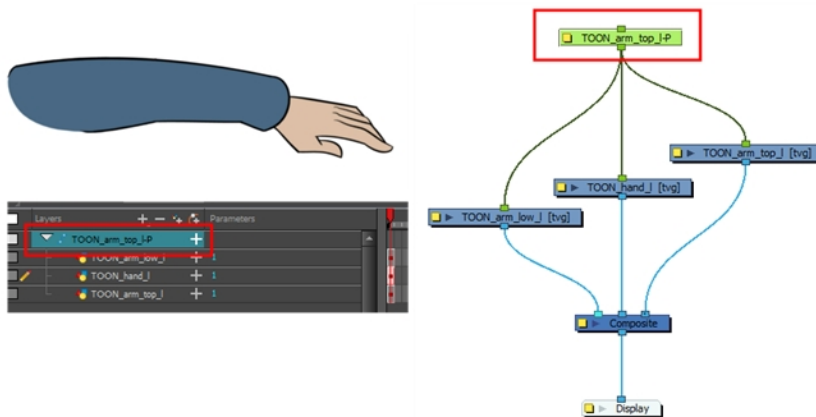 TOON_arm_top_l-P
TOON_arm_top_l [tvg]
TOON_hand_l [tvg]
TOON_arm_low_l [tvg]
Composite
Display
Layers Parameters
TOON_arm_top_l-P
TOON_arm_low_l 1
TOON_hand_l 1
TOON_arm_top_l 1